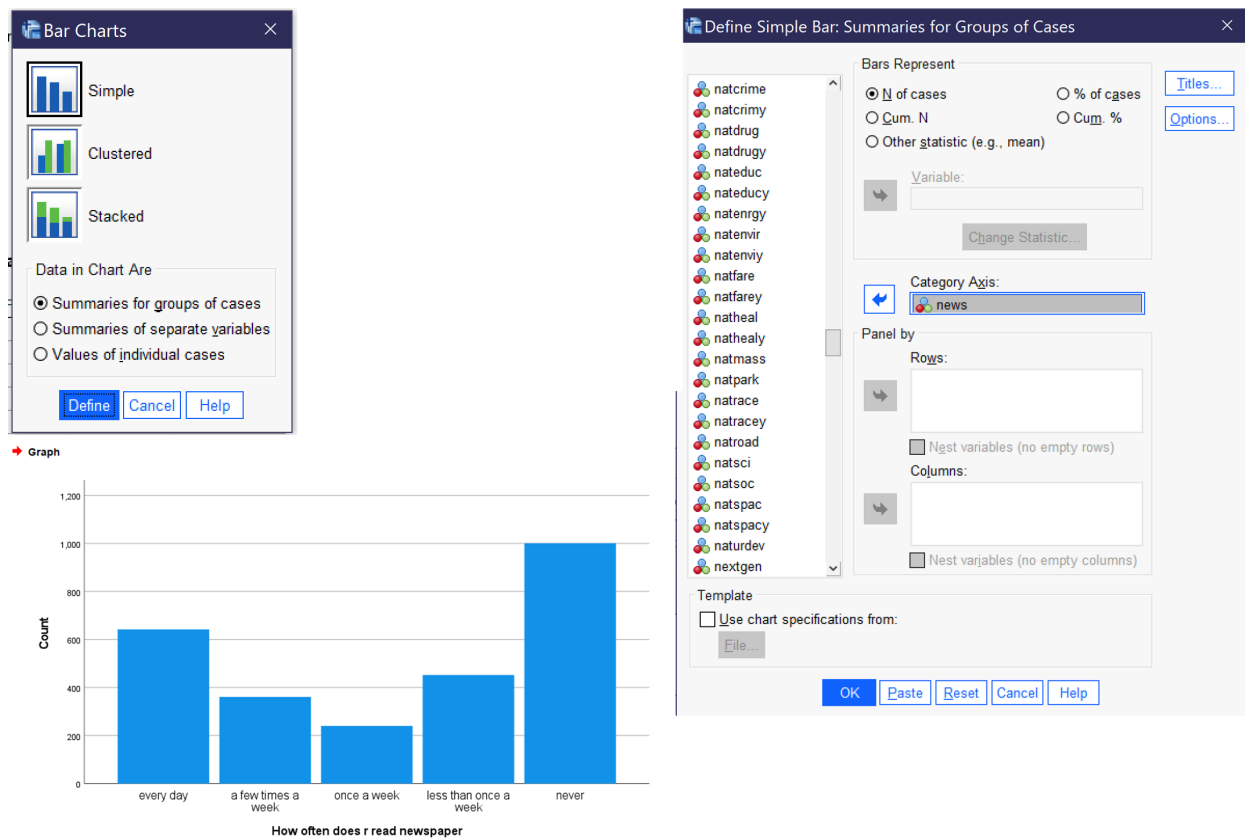 Bar Charts
Simple
Clustered
Stacked
Data in Chart Are
Summaries for groups of cases
Summaries of separate variables
Values of individual cases
Define
Cancel
Help
Graph
1,200
1,000
800
600
400
200
0
Count
every day
a few times a
week
once a week
less than once a
week
never
How often does r read newspaper
Define Simple Bar: Summaries for Groups of Cases
natcrime
natcrimy
natdrug
natdrugy
nateduc
nateducy
natenrgy
natenvir
natenviy
natfare
natfarey
natheal
nathealy
natmass
natpark
natrace
natracey
natroad
natsci
natsoc
natspac
natspacy
naturdev
nextgen
Bars Represent
N of cases
% of cases
Cum. N
Cum. %
Other statistic (e.g., mean)
Variable:
Change Statistic...
Category Axis:
news
Panel by
Rows:
Nest variables (no empty rows)
Columns:
Nest variables (no empty columns)
Titles...
Options...
Template
Use chart specifications from:
File...
OK
Paste
Reset
Cancel
Help